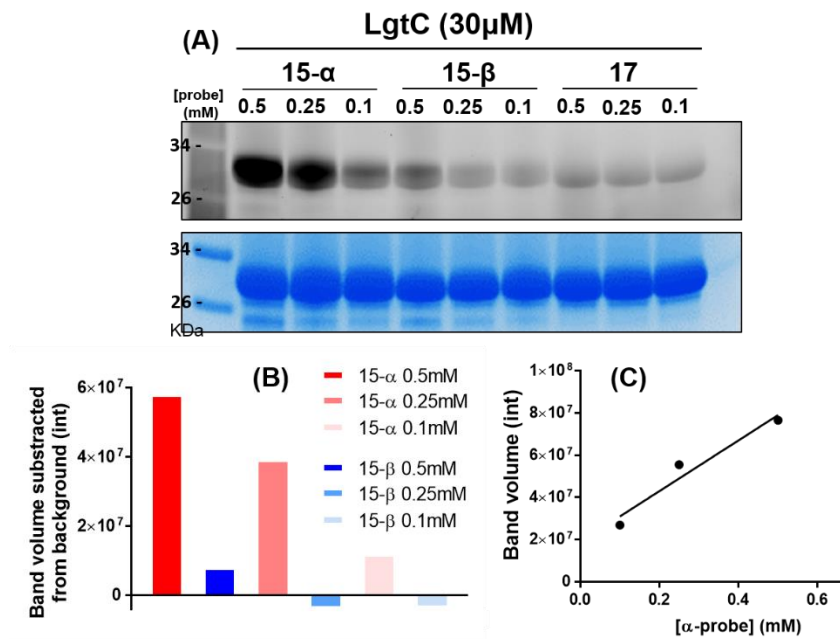 (A)
LgtC (30µM)
15-α 15-β 17
[probe]
(mM)
0.5 0.25 0.1 0.5 0.25 0.1 0.5 0.25 0.1
34 -
26 -
34 -
26 -
KDa
(B)
Band volume substracted
from background (int)
6×10⁷
4×10⁷
2×10⁷
0
15-α 0.5mM
15-α 0.25mM
15-α 0.1mM
15-β 0.5mM
15-β 0.25mM
15-β 0.1mM
(C)
Band volume (int)
1×10⁸
8×10⁷
6×10⁷
4×10⁷
2×10⁷
0
0.0 0.2 0.4 0.6
[α-probe] (mM)